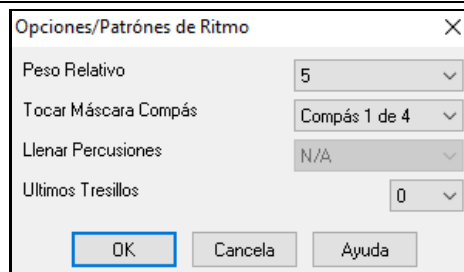 Opciones/Patrónes de Ritmo
Peso Relativo 5
Tocar Máscara Compás Compás 1 de 4
Llenar Percusiones N/A
Ultimos Tresillos 0
OK Cancela Ayuda